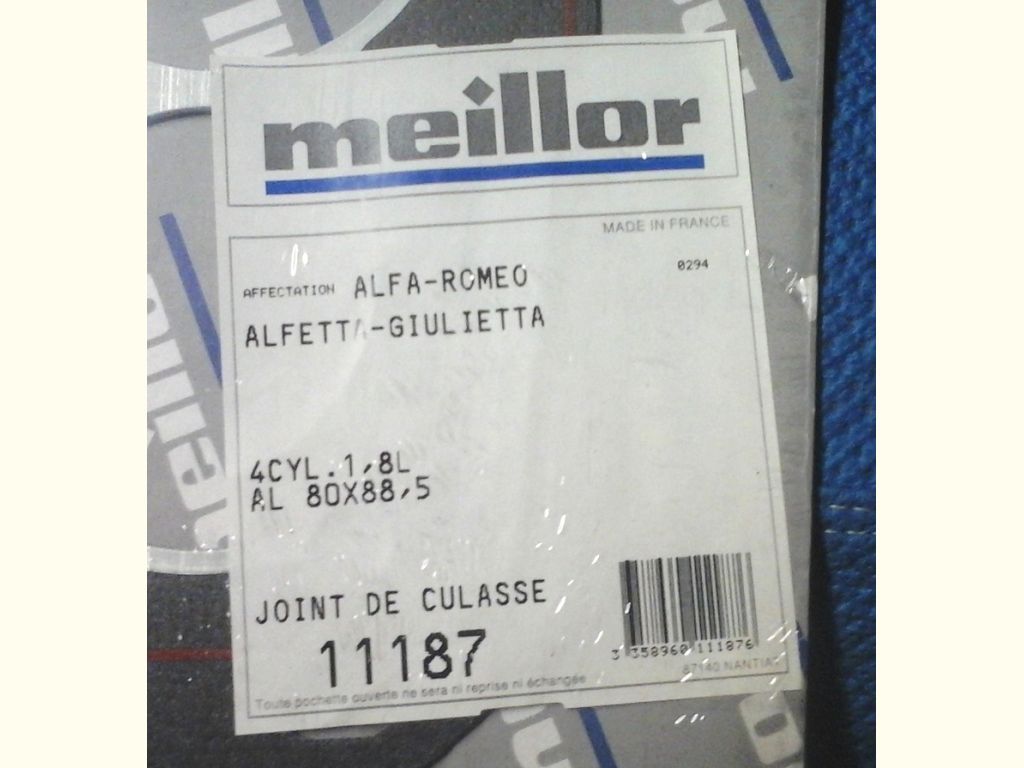 meillor
MADE IN FRANCE
0294
AFFECTATION ALFA-ROMEO
ALFETTA-GIULIETTA
4CYL.1,8L
AL 80X88,5
JOINT DE CULASSE
11187
3 358960 111876
87140 NANTIAT
Toute pochette ouverte ne sera ni reprise ni échangée